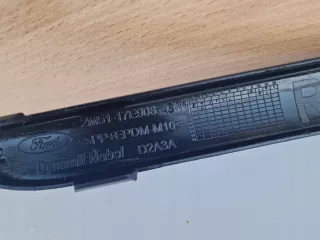 Ford
>PP+EPDM-M10<
Dynamit Nobel D2A3A
R